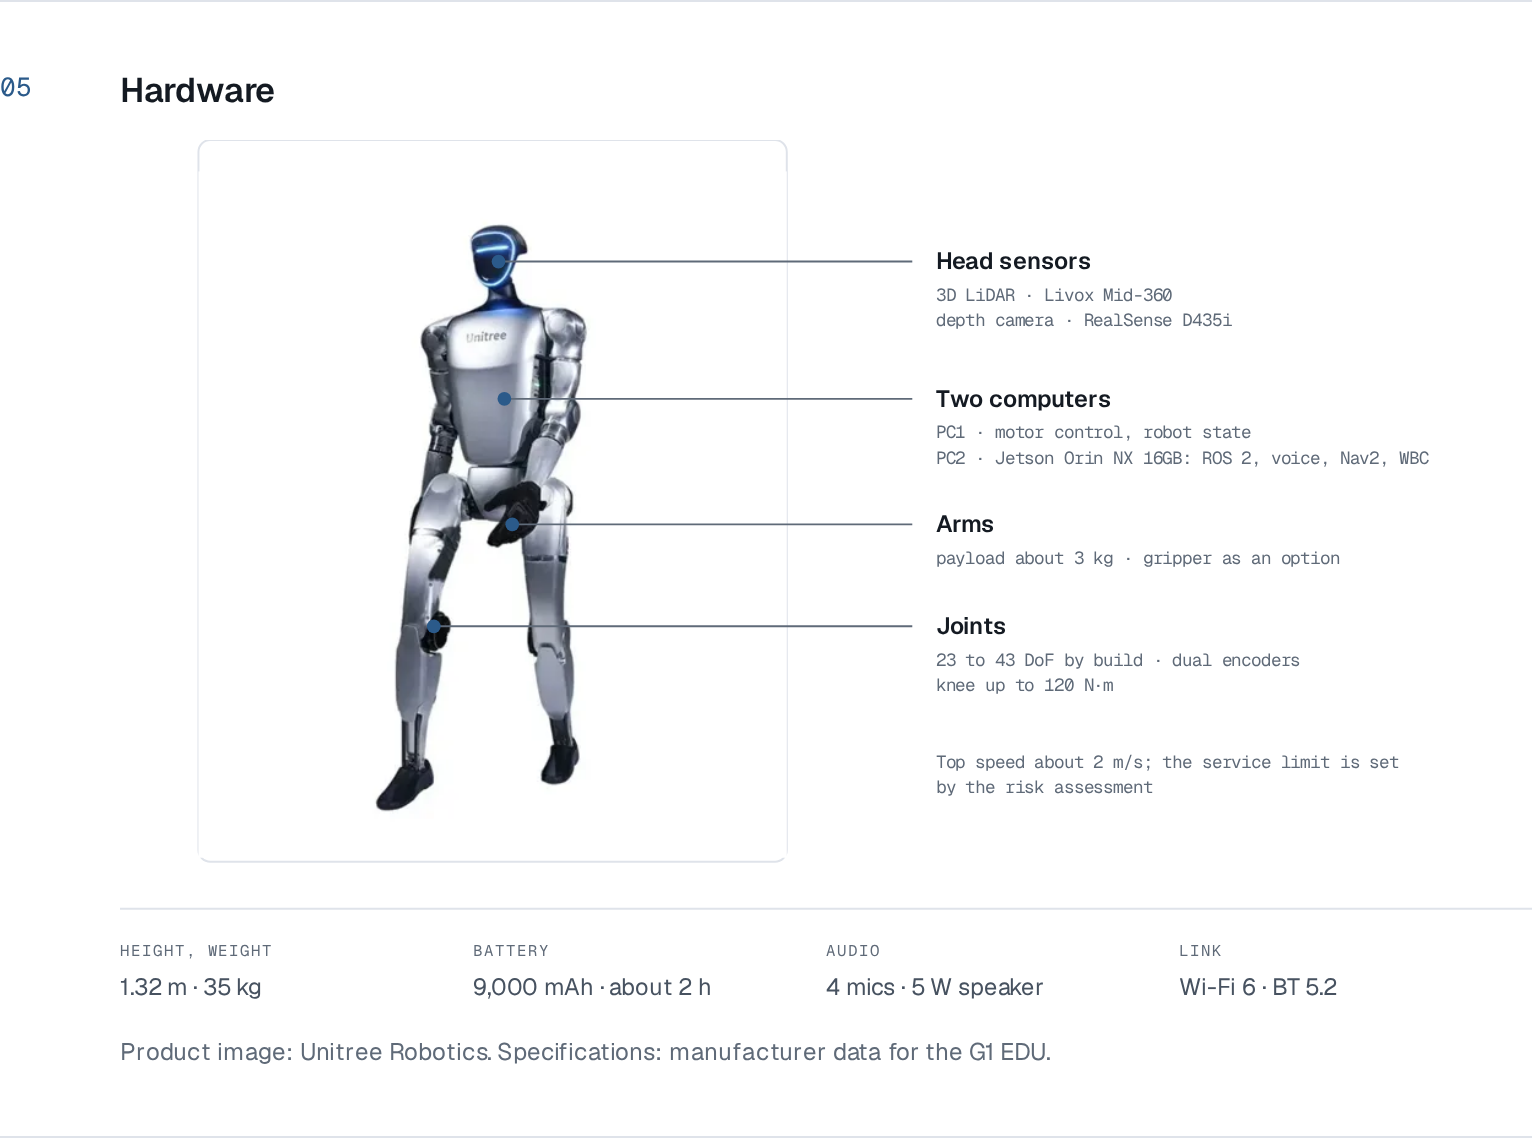 05
Hardware
Unitree
Head sensors
3D LiDAR · Livox Mid-360
depth camera · RealSense D435i
Two computers
PC1 · motor control, robot state
PC2 · Jetson Orin NX 16GB: ROS 2, voice, Nav2, WBC
Arms
payload about 3 kg · gripper as an option
Joints
23 to 43 DoF by build · dual encoders
knee up to 120 N·m
Top speed about 2 m/s; the service limit is set
by the risk assessment
HEIGHT, WEIGHT
1.32 m · 35 kg
BATTERY
9,000 mAh · about 2 h
AUDIO
4 mics · 5 W speaker
LINK
Wi-Fi 6 · BT 5.2
Product image: Unitree Robotics. Specifications: manufacturer data for the G1 EDU.